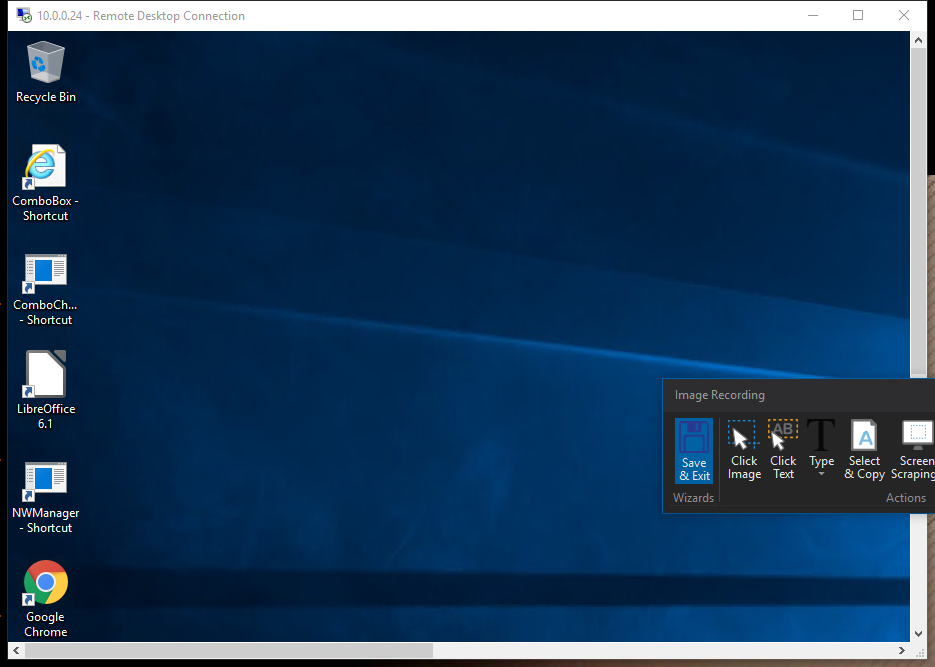 10.0.0.24 - Remote Desktop Connection
Recycle Bin
ComboBox -
Shortcut
ComboCh...
- Shortcut
LibreOffice
6.1
NWManager
- Shortcut
Google
Chrome
Image Recording
Save
& Exit
Click
Image
Click
Text
Type
Select
& Copy
Screen
Scraping
Wizards
Actions
AB
T
A